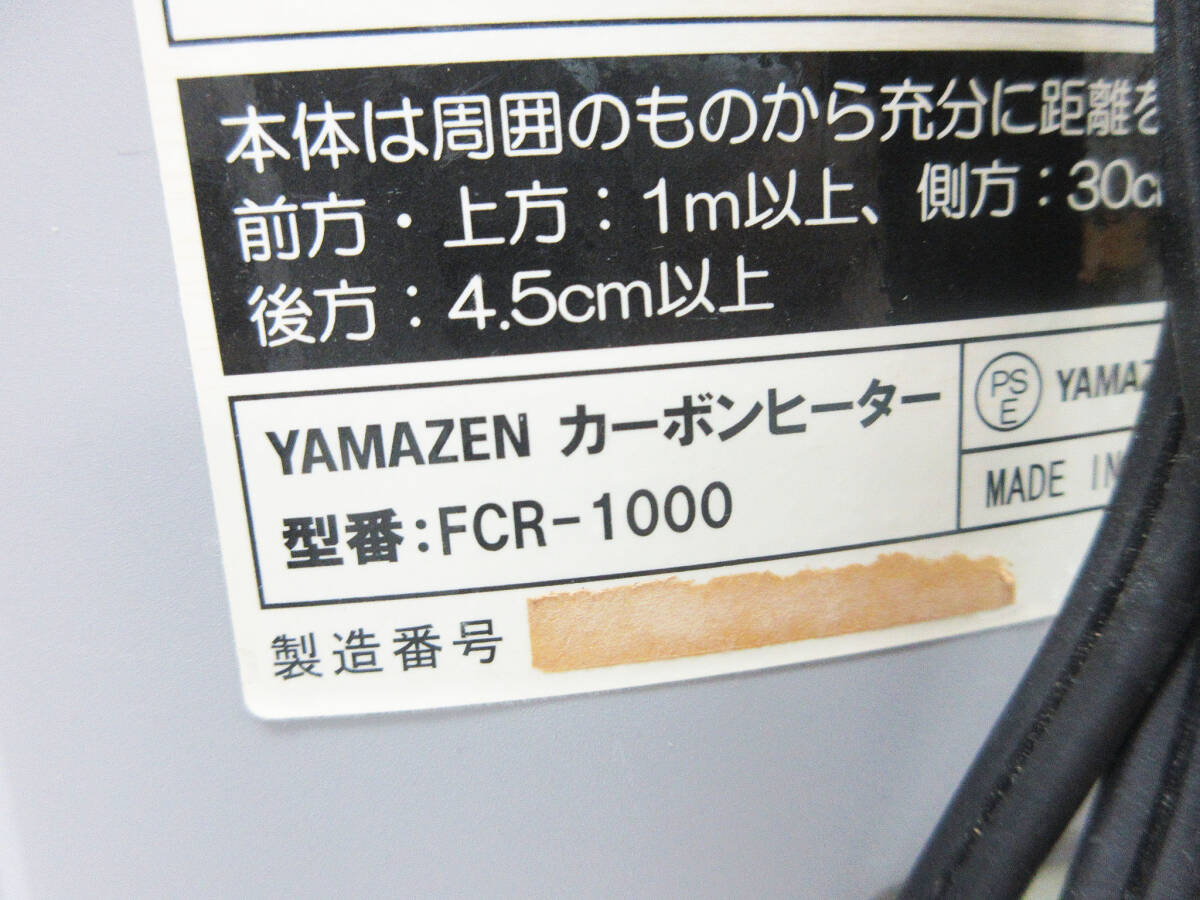 本体は周囲のものから充分に距離を
前方・上方：1m以上、側方：30c
後方：4.5cm以上
YAMAZEN カーボンヒーター
型番：FCR-1000
PS
E
YAMAZ
MADE IN
製造番号